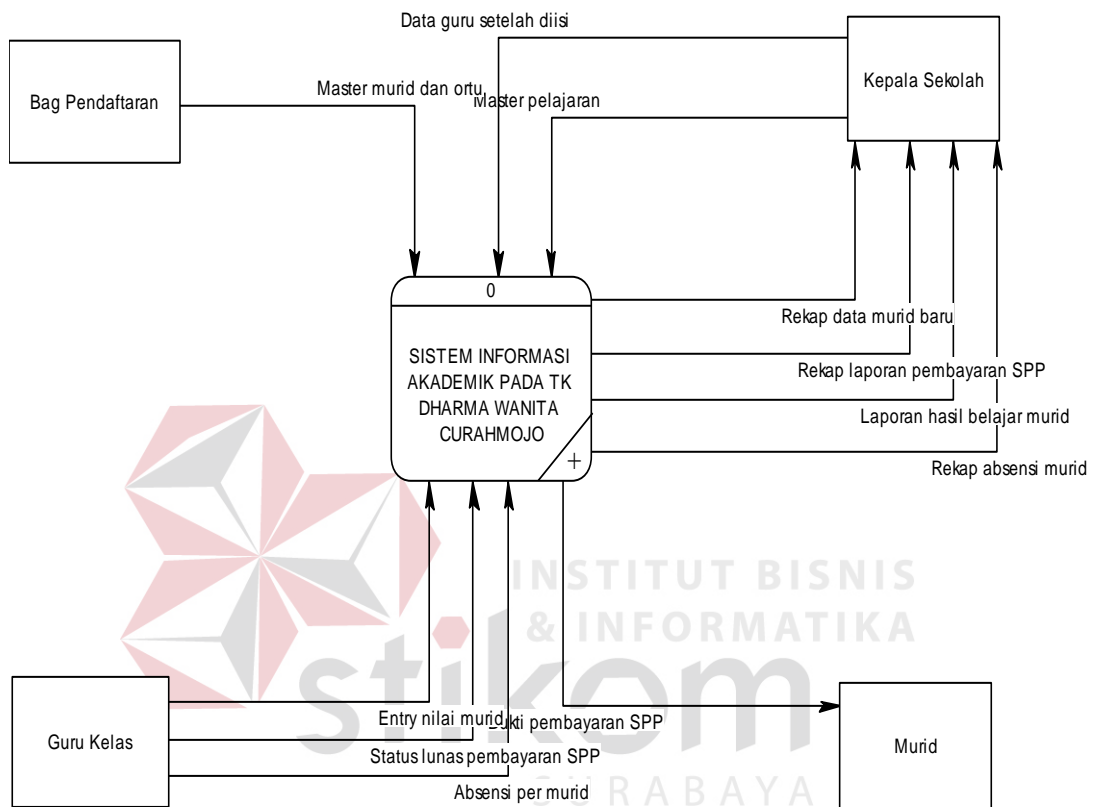 Data guru setelah diisi
Bag Pendaftaran
Kepala Sekolah
Master murid dan ortu
Master pelajaran
0
SISTEM INFORMASI
AKADEMIK PADA TK
DHARMA WANITA
CURAHMOJO
+
Rekap data murid baru
Rekap laporan pembayaran SPP
Laporan hasil belajar murid
Rekap absensi murid
INSTITUT BISNIS
& INFORMATIKA
stikom
SURABAYA
Guru Kelas
Entry nilai murid
Bukti pembayaran SPP
Status lunas pembayaran SPP
Absensi per murid
Murid